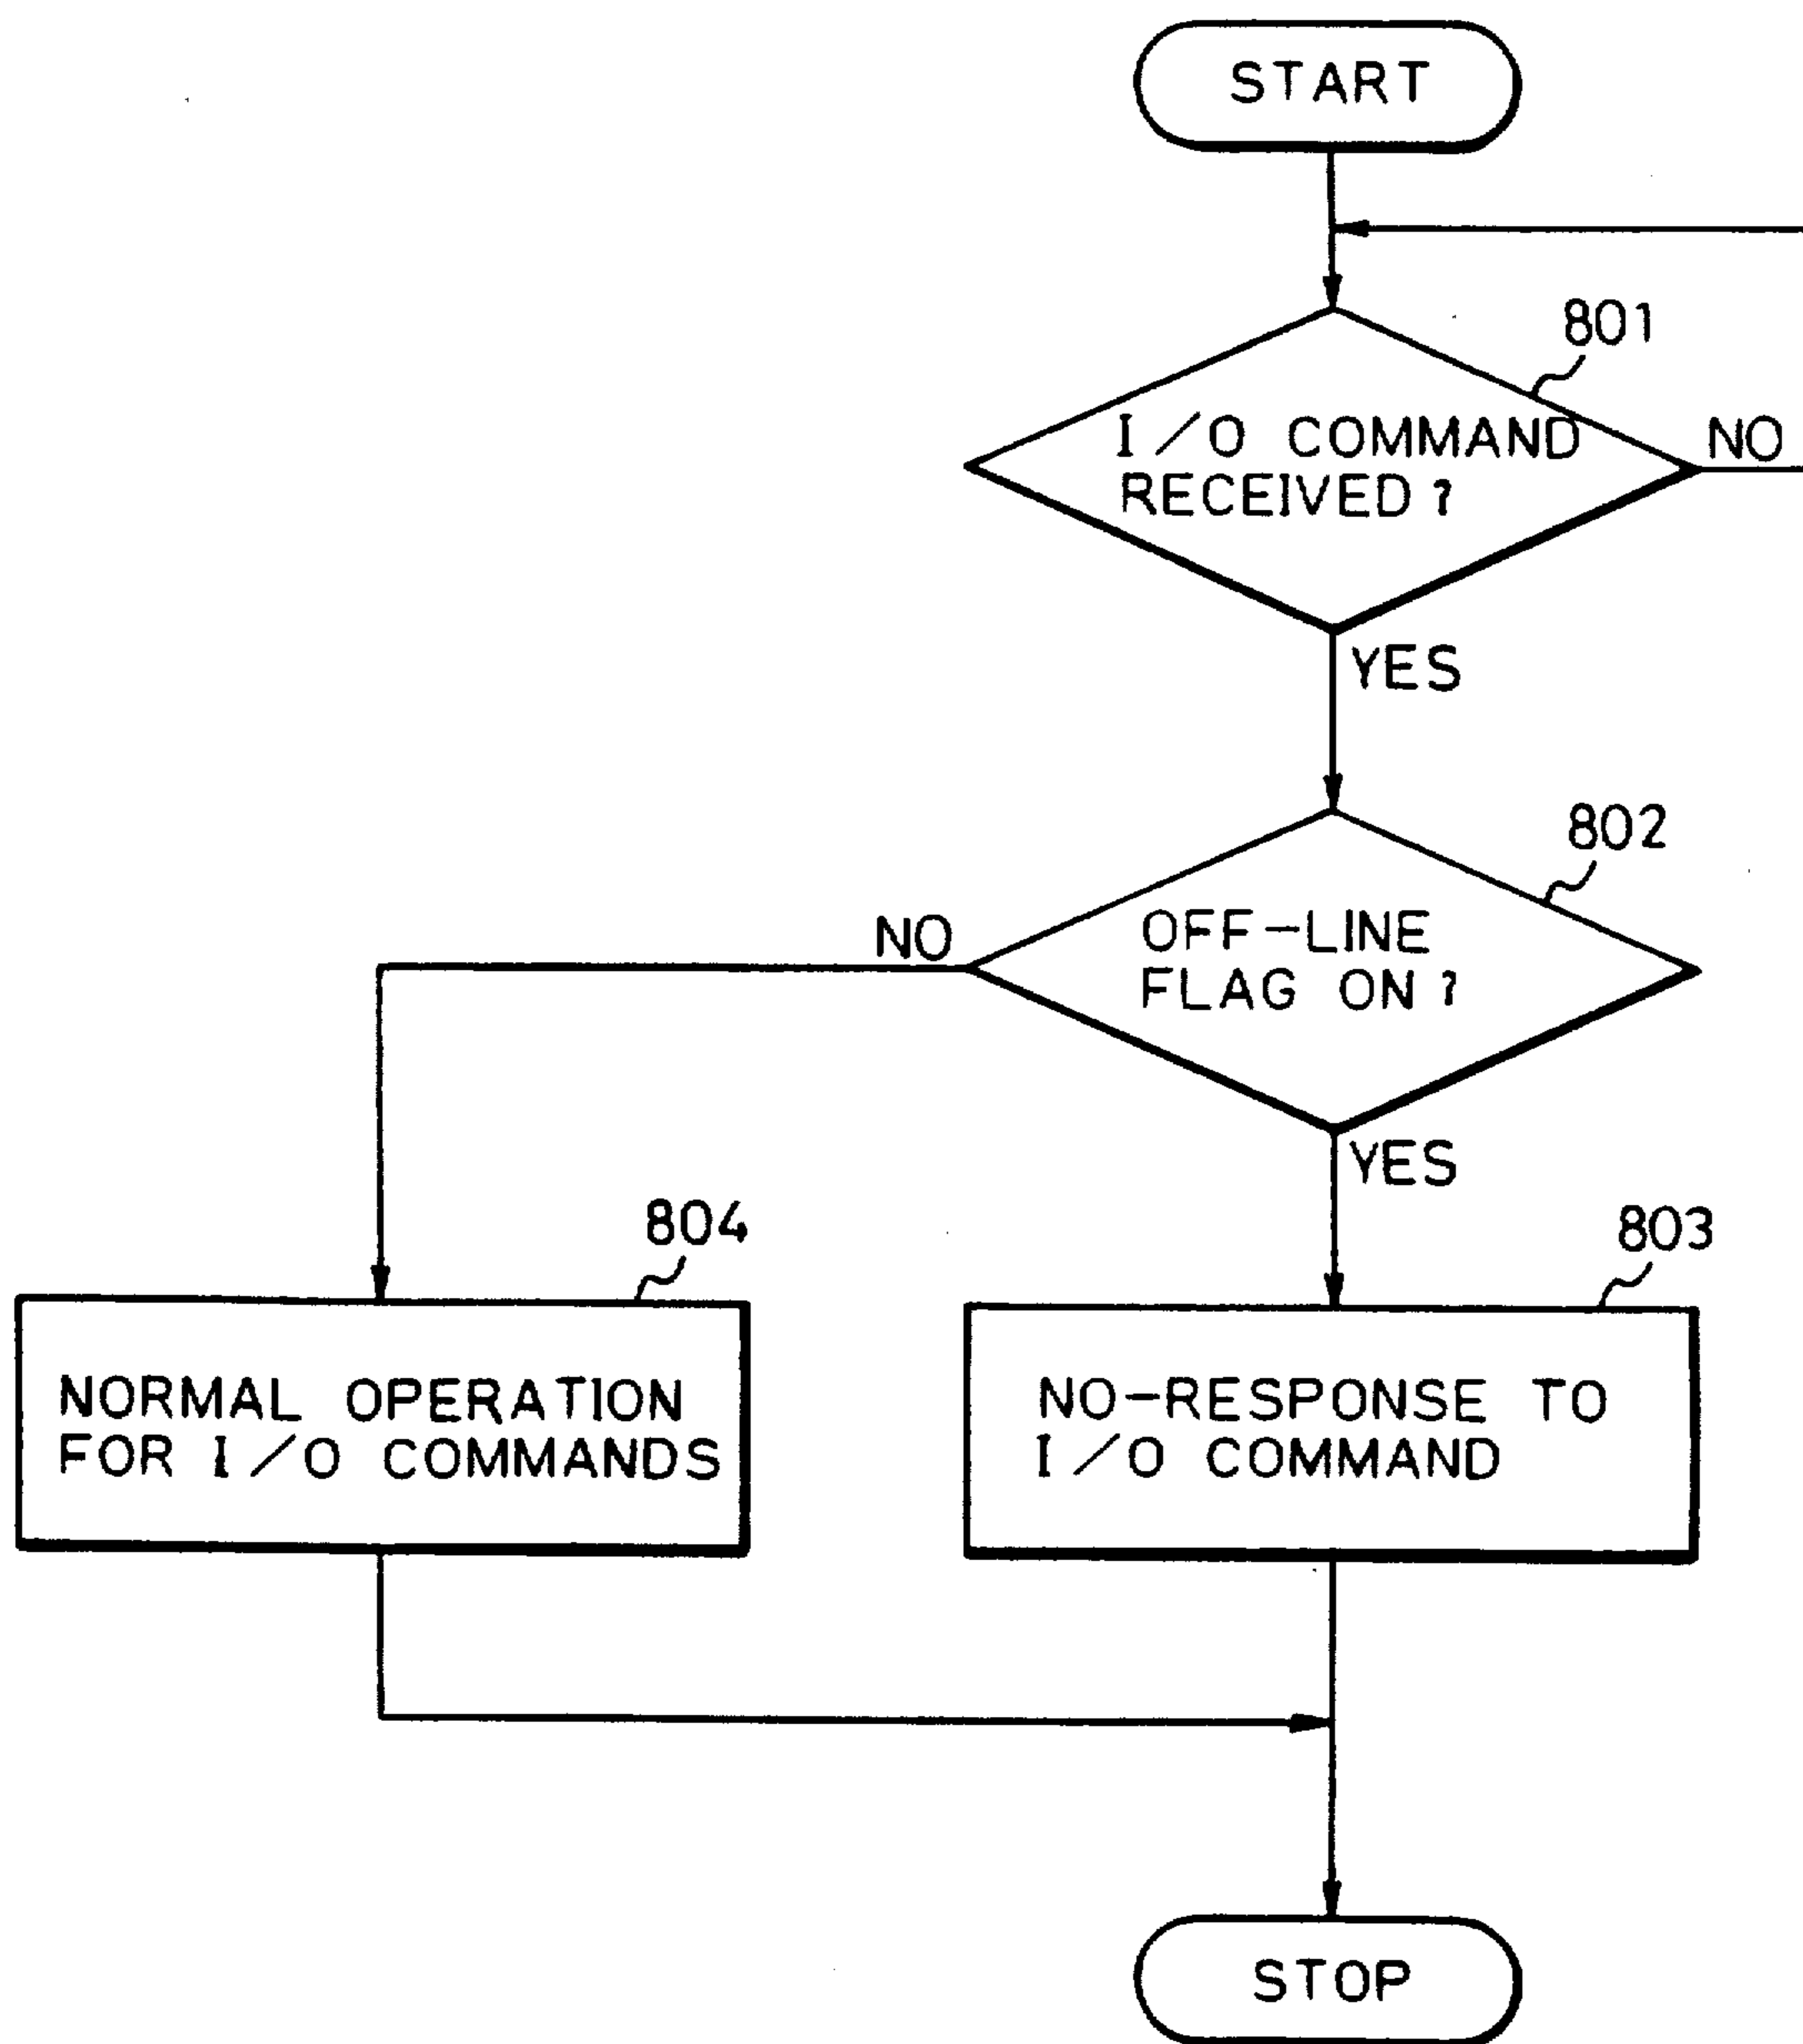 START
801
I/O COMMAND
RECEIVED?
NO
YES
802
NO
OFF-LINE
FLAG ON?
YES
804
803
NORMAL OPERATION
FOR I/O COMMANDS
NO-RESPONSE TO
I/O COMMAND
STOP